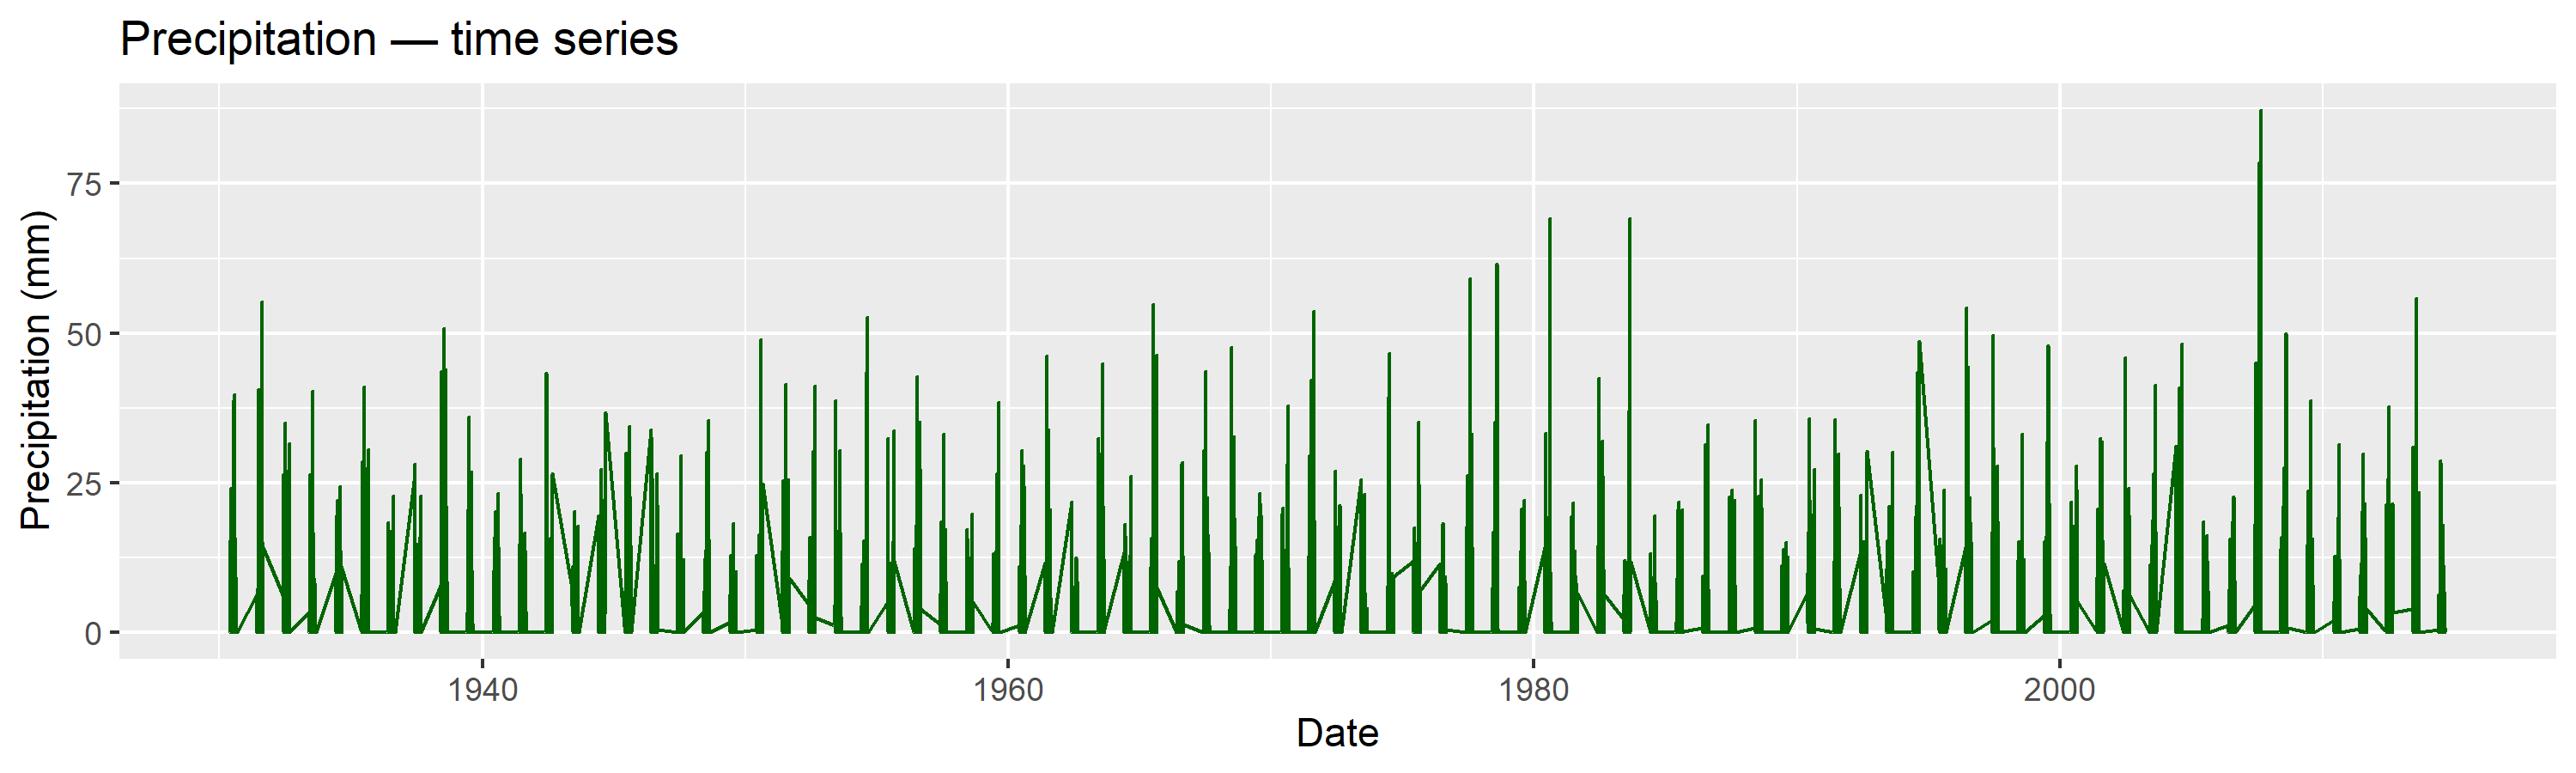 Precipitation — time series
Precipitation (mm)
75
50
25
0
1940 1960 1980 2000
Date